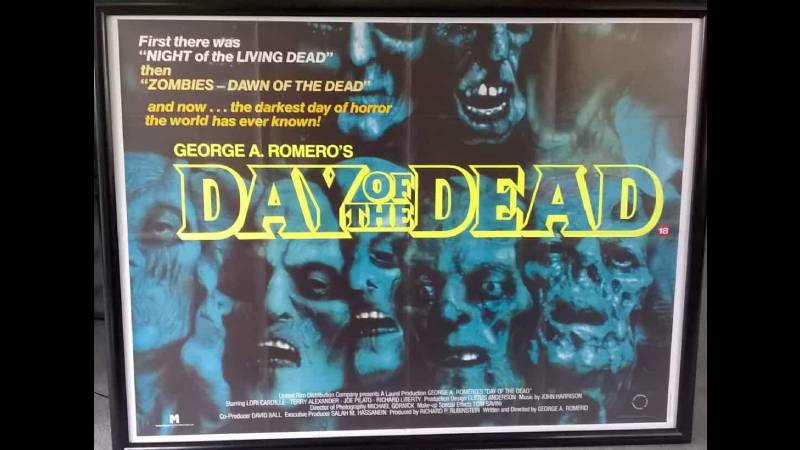 First there was
“NIGHT of the LIVING DEAD”
then
“ZOMBIES – DAWN OF THE DEAD”
and now . . . the darkest day of horror
the world has ever known!
GEORGE A. ROMERO'S
DAY OF THE DEAD
18
United Film Distribution Company presents A Laurel Production GEORGE A. ROMERO'S "DAY OF THE DEAD"
Starring LORI CARDILLE · TERRY ALEXANDER · JOE PILATO · RICHARD LIBERTY Production Design CLETUS ANDERSON Music by JOHN HARRISON
Director of Photography MICHAEL GORNICK Make-up Special Effects TOM SAVINI
Co-Producer DAVID BALL Executive Producer SALAH M. HASSANEIN Produced by RICHARD P. RUBINSTEIN Written and Directed by GEORGE A. ROMERO